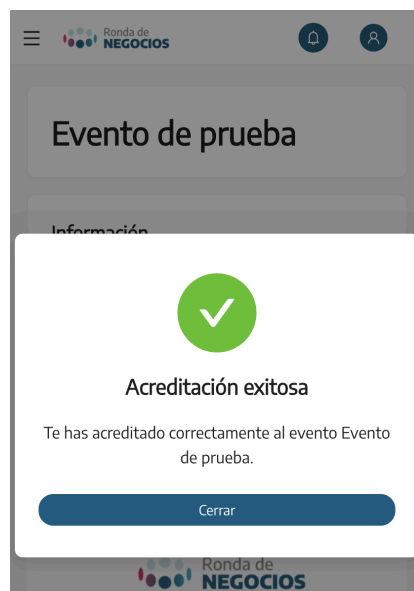 Ronda de
NEGOCIOS
Evento de prueba
Información
Acreditación exitosa
Te has acreditado correctamente al evento Evento
de prueba.
Cerrar
Ronda de
NEGOCIOS